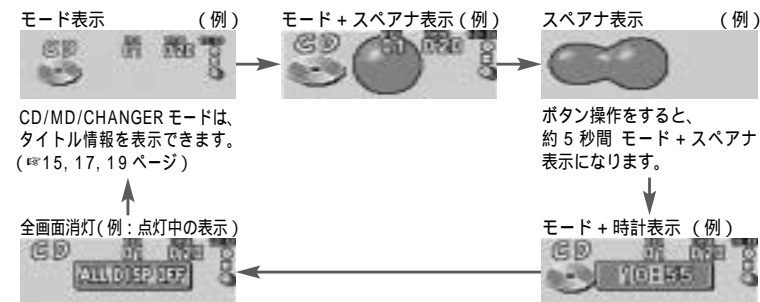 モード表示 (例)
モード + スペアナ表示 (例)
スペアナ表示 (例)
CD
CD
CD/MD/CHANGER モードは、
タイトル情報を表示できます。
(☞15, 17, 19 ページ)
ボタン操作をすると、
約 5 秒間 モード + スペアナ
表示になります。
全画面消灯(例 : 点灯中の表示)
モード + 時計表示 (例)
CD
ALL DISP OFF
CD
10:55